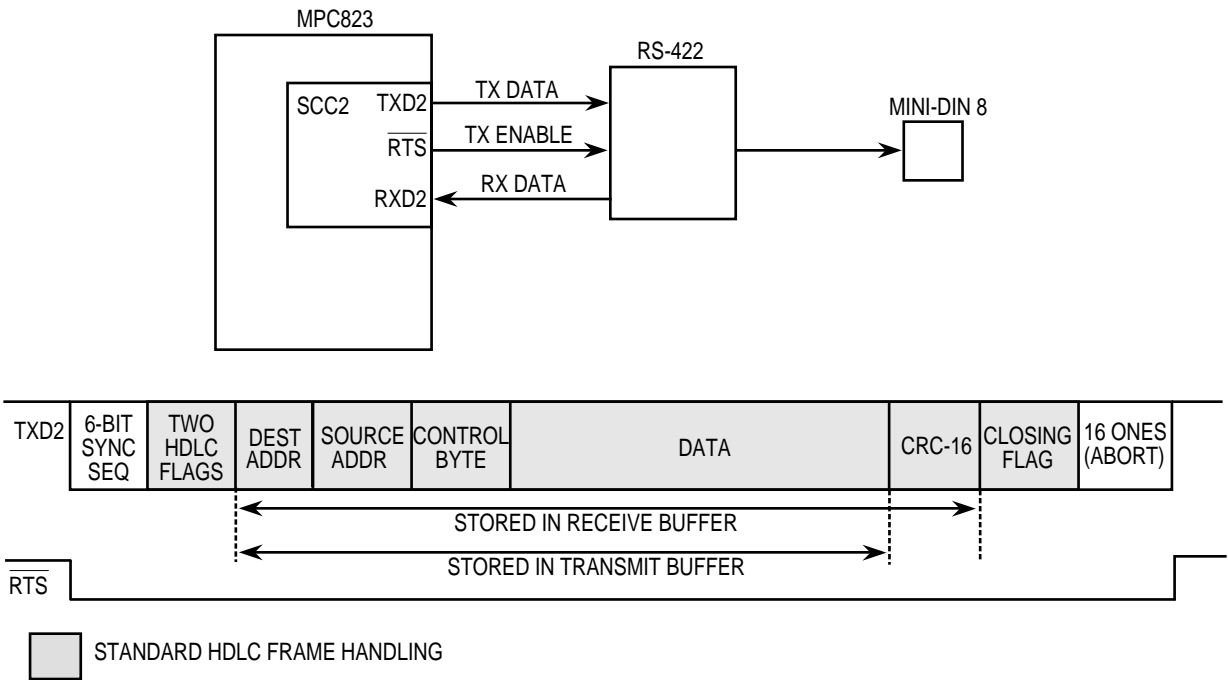 MPC823
RS-422
SCC2
TXD2
TX DATA
RTS
TX ENABLE
RXD2
RX DATA
MINI-DIN 8
TXD2
6-BIT
SYNC
SEQ
TWO
HDLC
FLAGS
DEST
ADDR
SOURCE
ADDR
CONTROL
BYTE
DATA
CRC-16
CLOSING
FLAG
16 ONES
(ABORT)
STORED IN RECEIVE BUFFER
STORED IN TRANSMIT BUFFER
RTS
STANDARD HDLC FRAME HANDLING